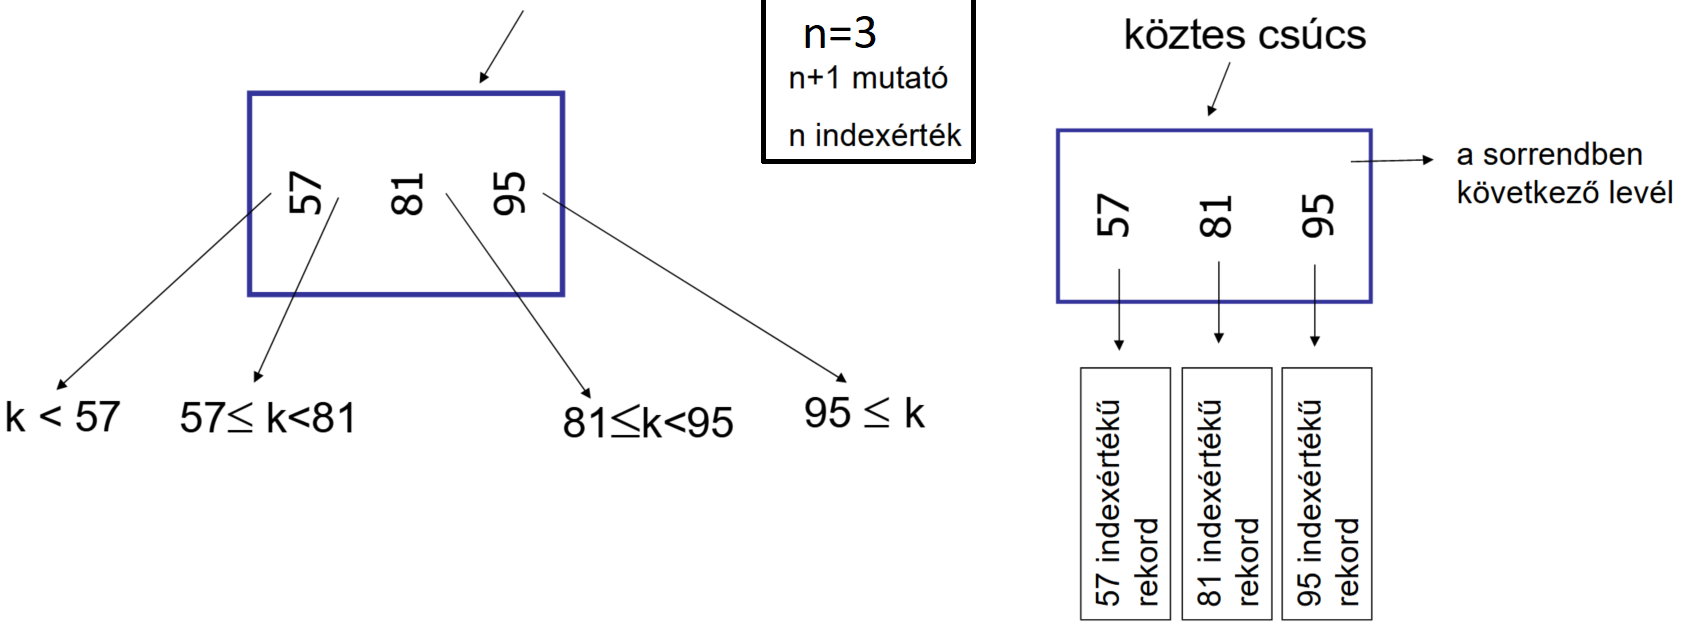 n=3
n+1 mutató
n indexérték
57
81
95
k < 57
57≤ k<81
81≤k<95
95 ≤ k
köztes csúcs
57
81
95
a sorrendben
következő levél
57 indexértékű
rekord
81 indexértékű
rekord
95 indexértékű
rekord